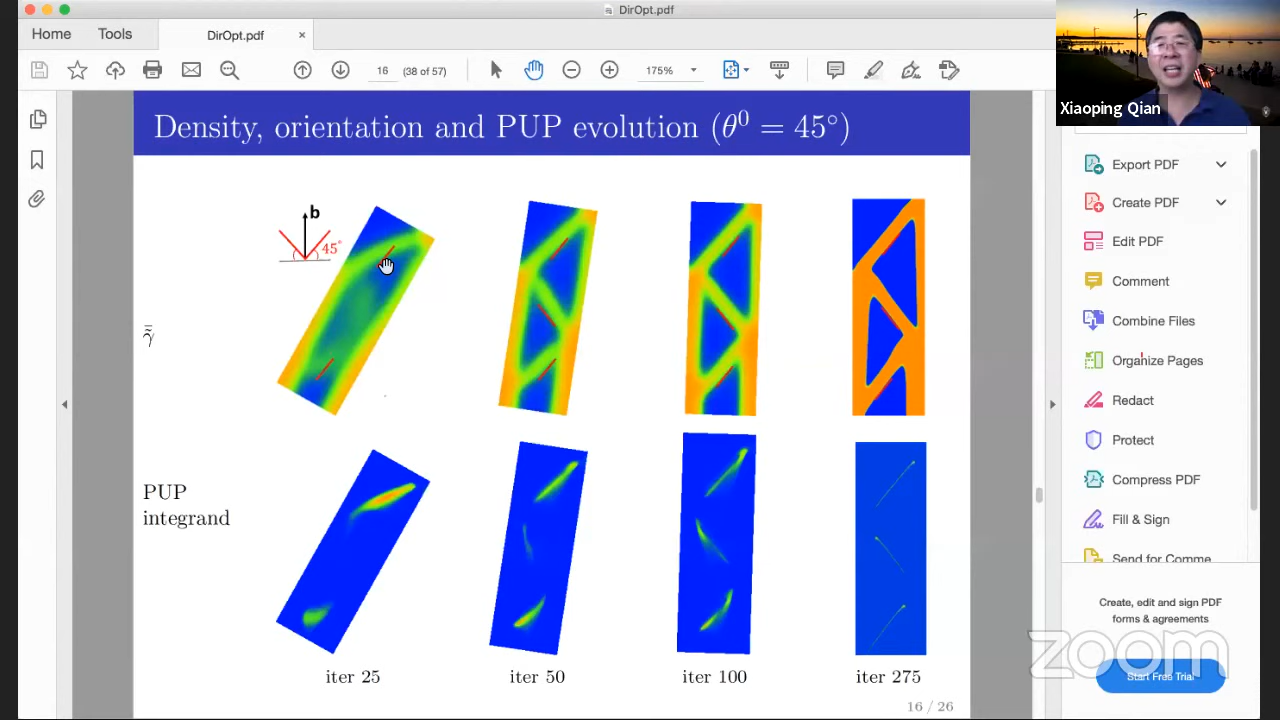 DirOpt.pdf
Home
Tools
DirOpt.pdf
×
16
(38 of 57)
175%
Xiaoping Qian
Density, orientation and PUP evolution (θ⁰ = 45°)
b
45°
γ̃̄
PUP
integrand
iter 25
iter 50
iter 100
iter 275
16 / 26
Export PDF
Create PDF
Edit PDF
Comment
Combine Files
Organize Pages
Redact
Protect
Compress PDF
Fill & Sign
Send for Comme
Create, edit and sign PDF
forms & agreements
Start Free Trial
zoom